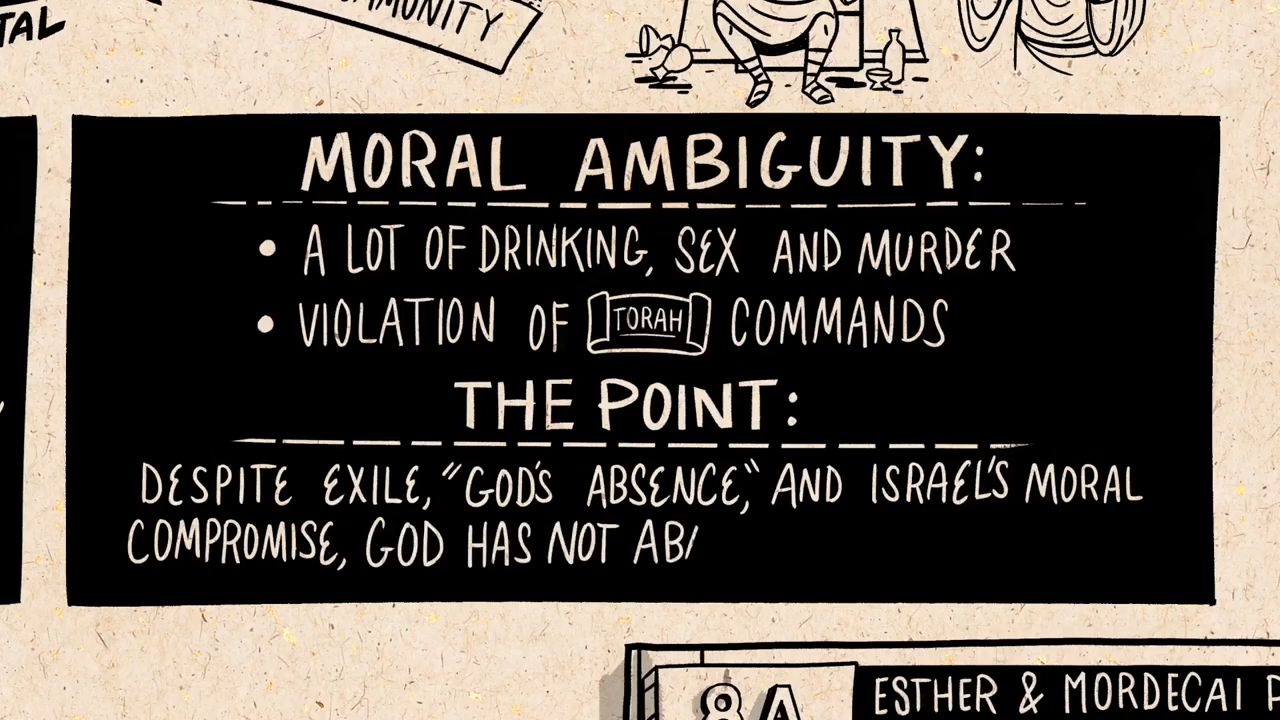 TAL
MMUNITY
MORAL AMBIGUITY:
• A LOT OF DRINKING, SEX AND MURDER
• VIOLATION OF TORAH COMMANDS
THE POINT:
DESPITE EXILE, "GOD'S ABSENCE," AND ISRAEL'S MORAL
COMPROMISE, GOD HAS NOT AB
8A
ESTHER & MORDECAI P